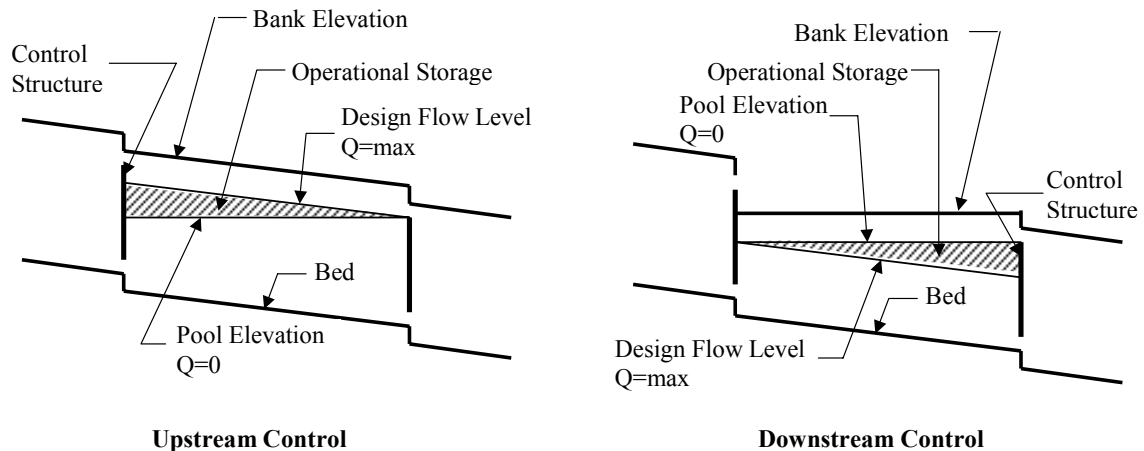 Bank Elevation
Control
Structure
Operational Storage
Design Flow Level
Q=max
Bed
Pool Elevation
Q=0
Upstream Control
Bank Elevation
Operational Storage
Pool Elevation
Q=0
Control
Structure
Bed
Design Flow Level
Q=max
Downstream Control